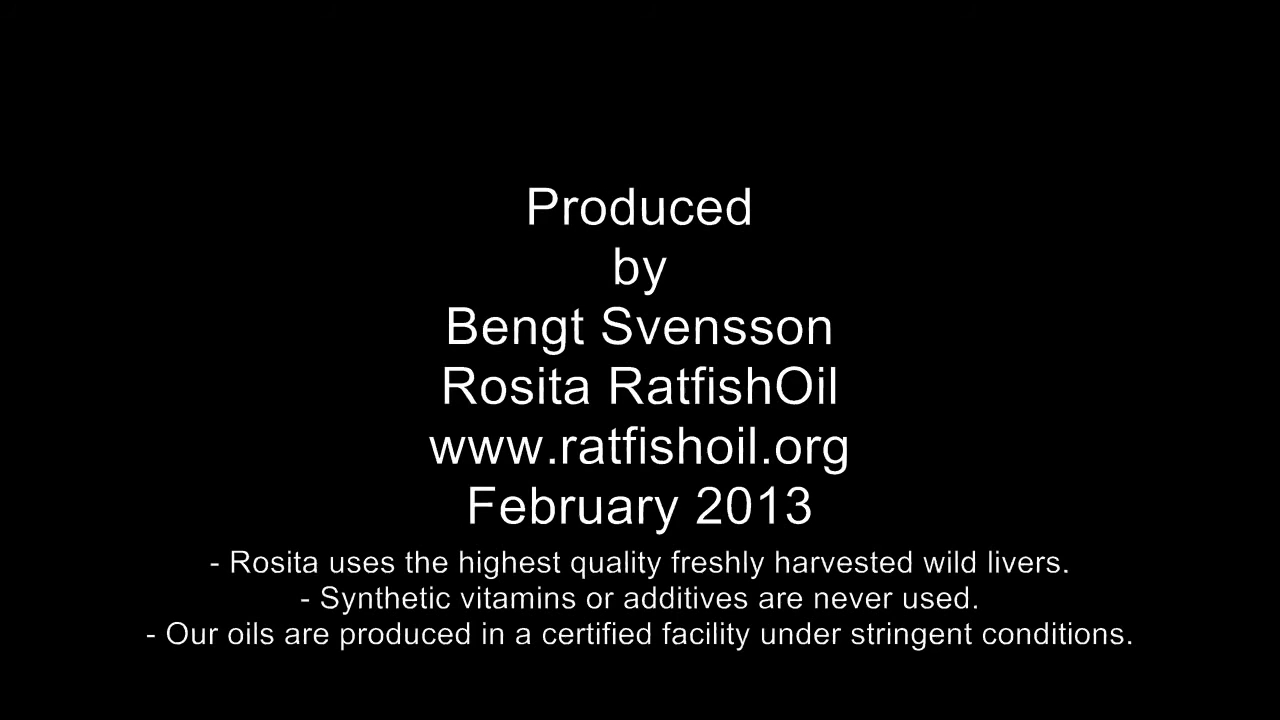 Produced
by
Bengt Svensson
Rosita RatfishOil
www.ratfishoil.org
February 2013
- Rosita uses the highest quality freshly harvested wild livers.
- Synthetic vitamins or additives are never used.
- Our oils are produced in a certified facility under stringent conditions.